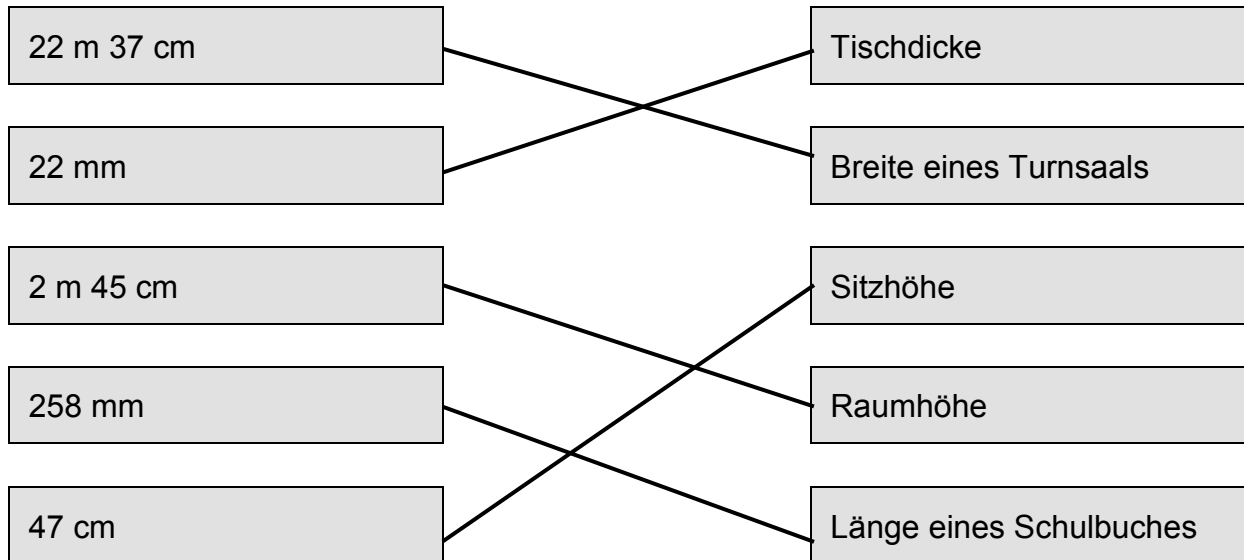 22 m 37 cm
Tischdicke
22 mm
Breite eines Turnsaals
2 m 45 cm
Sitzhöhe
258 mm
Raumhöhe
47 cm
Länge eines Schulbuches